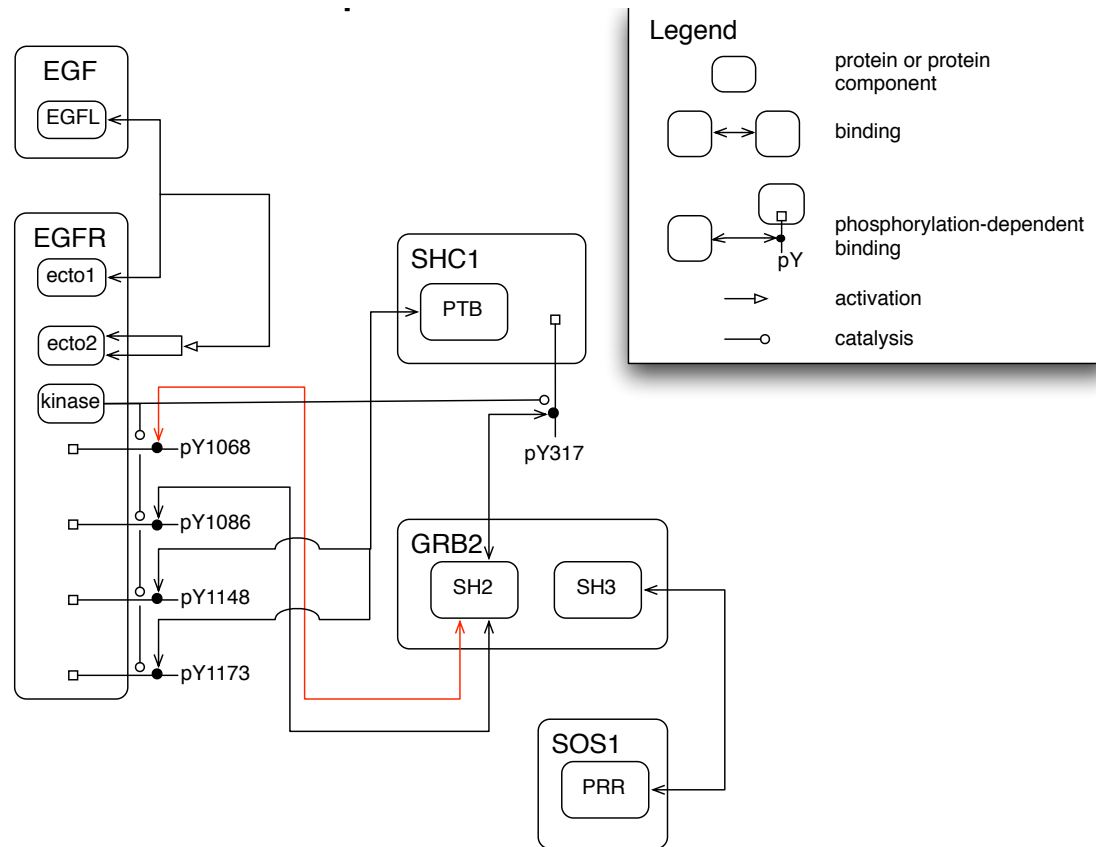 EGF
EGFL
EGFR
ecto1
ecto2
kinase
pY1068
pY1086
pY1148
pY1173
SHC1
PTB
pY317
GRB2
SH2
SH3
SOS1
PRR
Legend
protein or protein
component
binding
phosphorylation-dependent
binding
pY
activation
catalysis